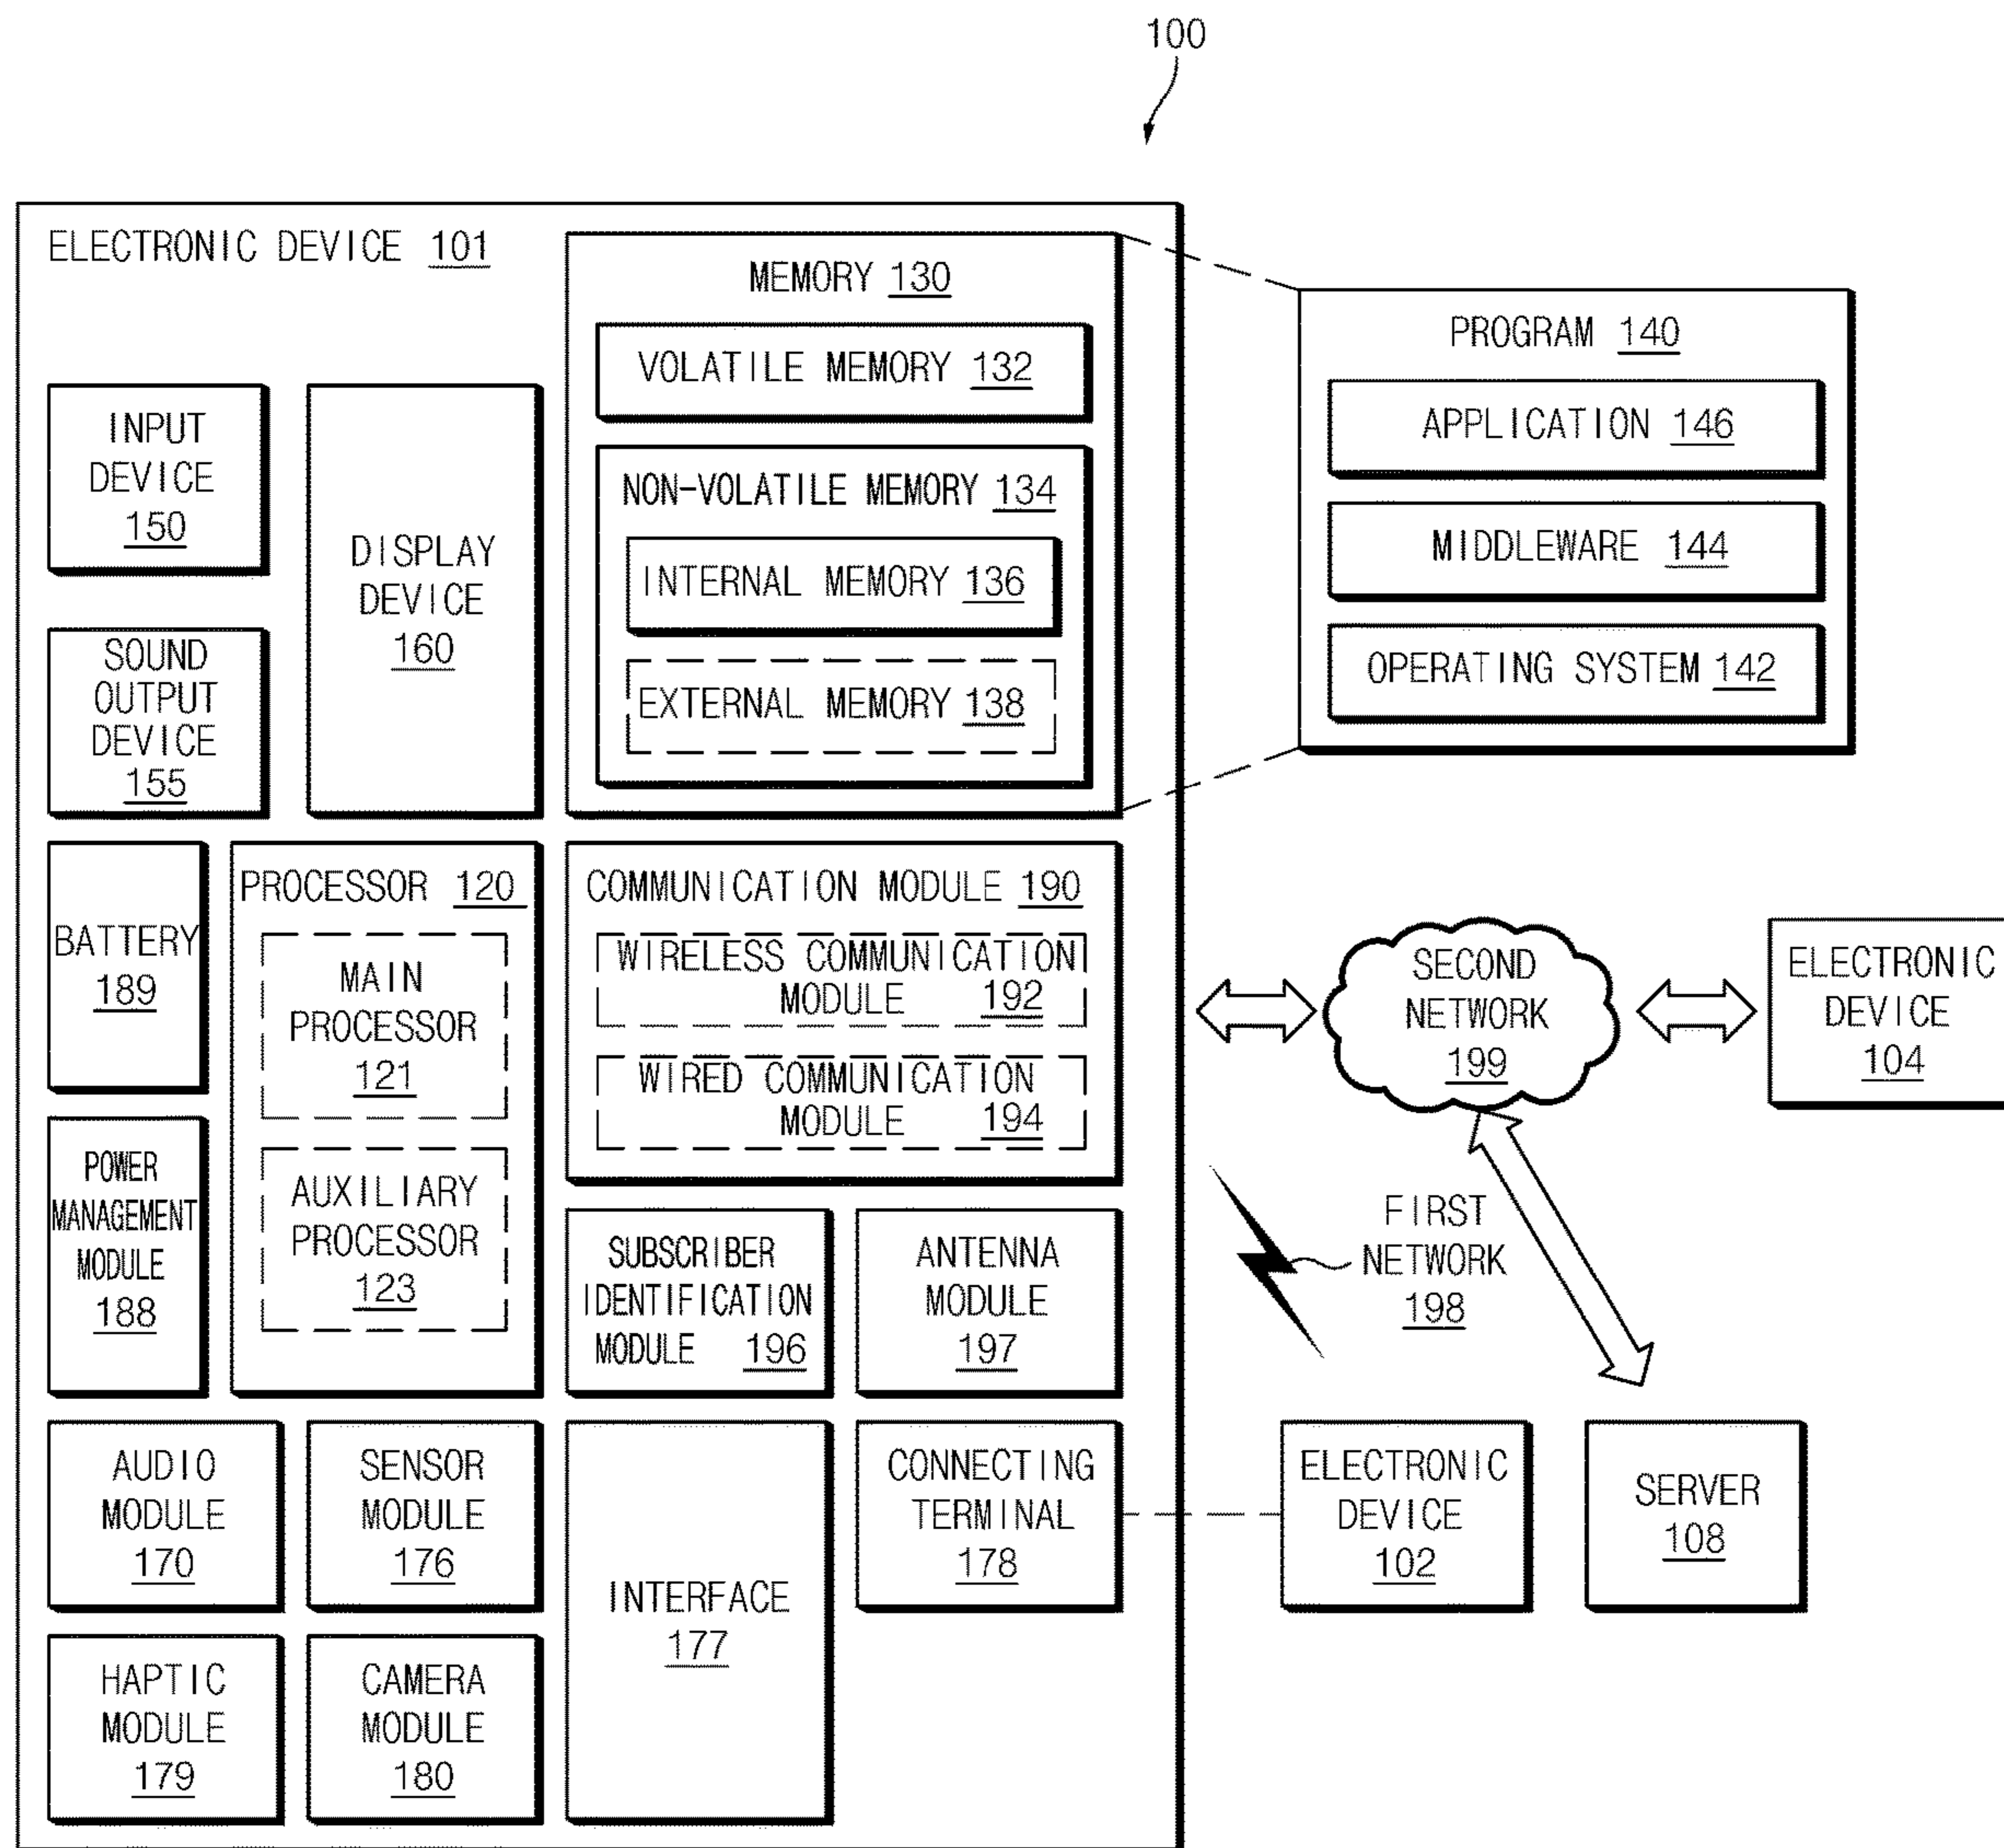 100
ELECTRONIC DEVICE 101
MEMORY 130
VOLATILE MEMORY 132
NON-VOLATILE MEMORY 134
INTERNAL MEMORY 136
EXTERNAL MEMORY 138
PROGRAM 140
APPLICATION 146
MIDDLEWARE 144
OPERATING SYSTEM 142
INPUT
DEVICE
150
SOUND
OUTPUT
DEVICE
155
DISPLAY
DEVICE
160
BATTERY
189
POWER
MANAGEMENT
MODULE
188
PROCESSOR 120
MAIN
PROCESSOR
121
AUXILIARY
PROCESSOR
123
COMMUNICATION MODULE 190
WIRELESS COMMUNICATION
MODULE 192
WIRED COMMUNICATION
MODULE 194
SUBSCRIBER
IDENTIFICATION
MODULE 196
ANTENNA
MODULE
197
SECOND
NETWORK
199
ELECTRONIC
DEVICE
104
FIRST
NETWORK
198
AUDIO
MODULE
170
SENSOR
MODULE
176
INTERFACE
177
CONNECTING
TERMINAL
178
ELECTRONIC
DEVICE
102
SERVER
108
HAPTIC
MODULE
179
CAMERA
MODULE
180